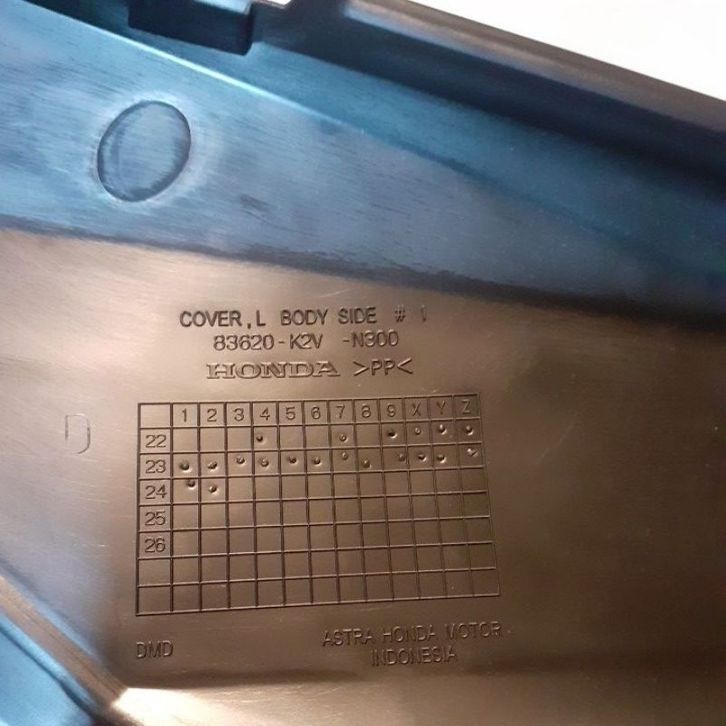 COVER,L BODY SIDE # 1
83620-K2V -N300
HONDA >PP<
1 2 3 4 5 6 7 8 9 X Y Z
22
23
24
25
26
D
DMD
ASTRA HONDA MOTOR
INDONESIA